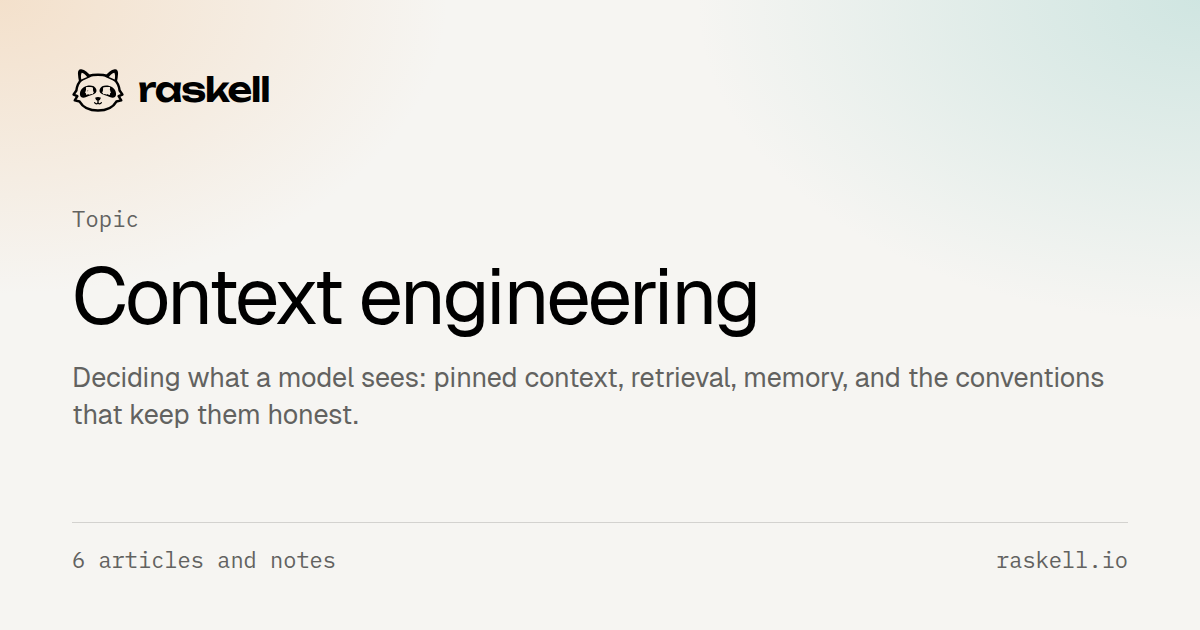 raskell
Topic
Context engineering
Deciding what a model sees: pinned context, retrieval, memory, and the conventions
that keep them honest.
6 articles and notes
raskell.io